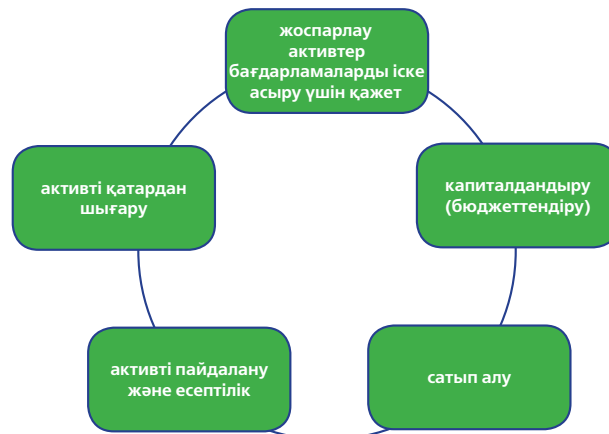 жоспарлау
активтер
бағдарламаларды іске
асыру үшін қажет
капиталдандыру
(бюджеттендіру)
сатып алу
активті пайдалану
және есептілік
активті қатардан
шығару